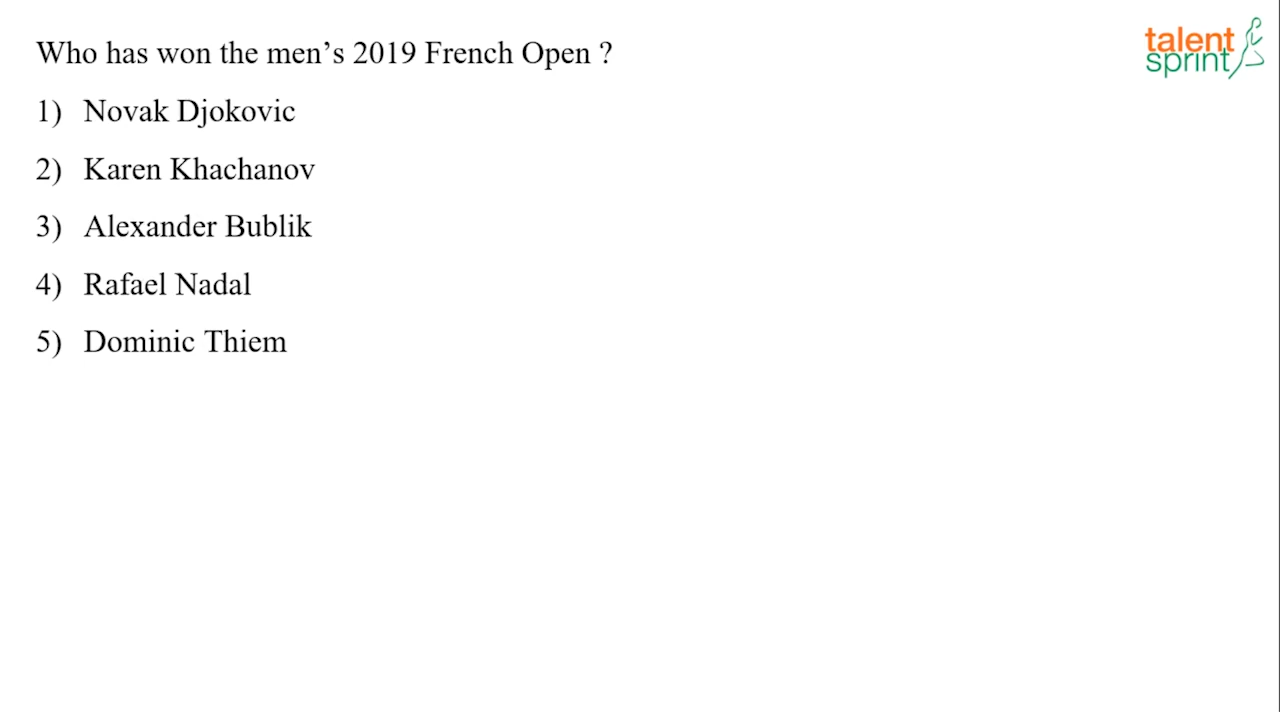 Who has won the men’s 2019 French Open ?
1) Novak Djokovic
2) Karen Khachanov
3) Alexander Bublik
4) Rafael Nadal
5) Dominic Thiem
talent
sprint